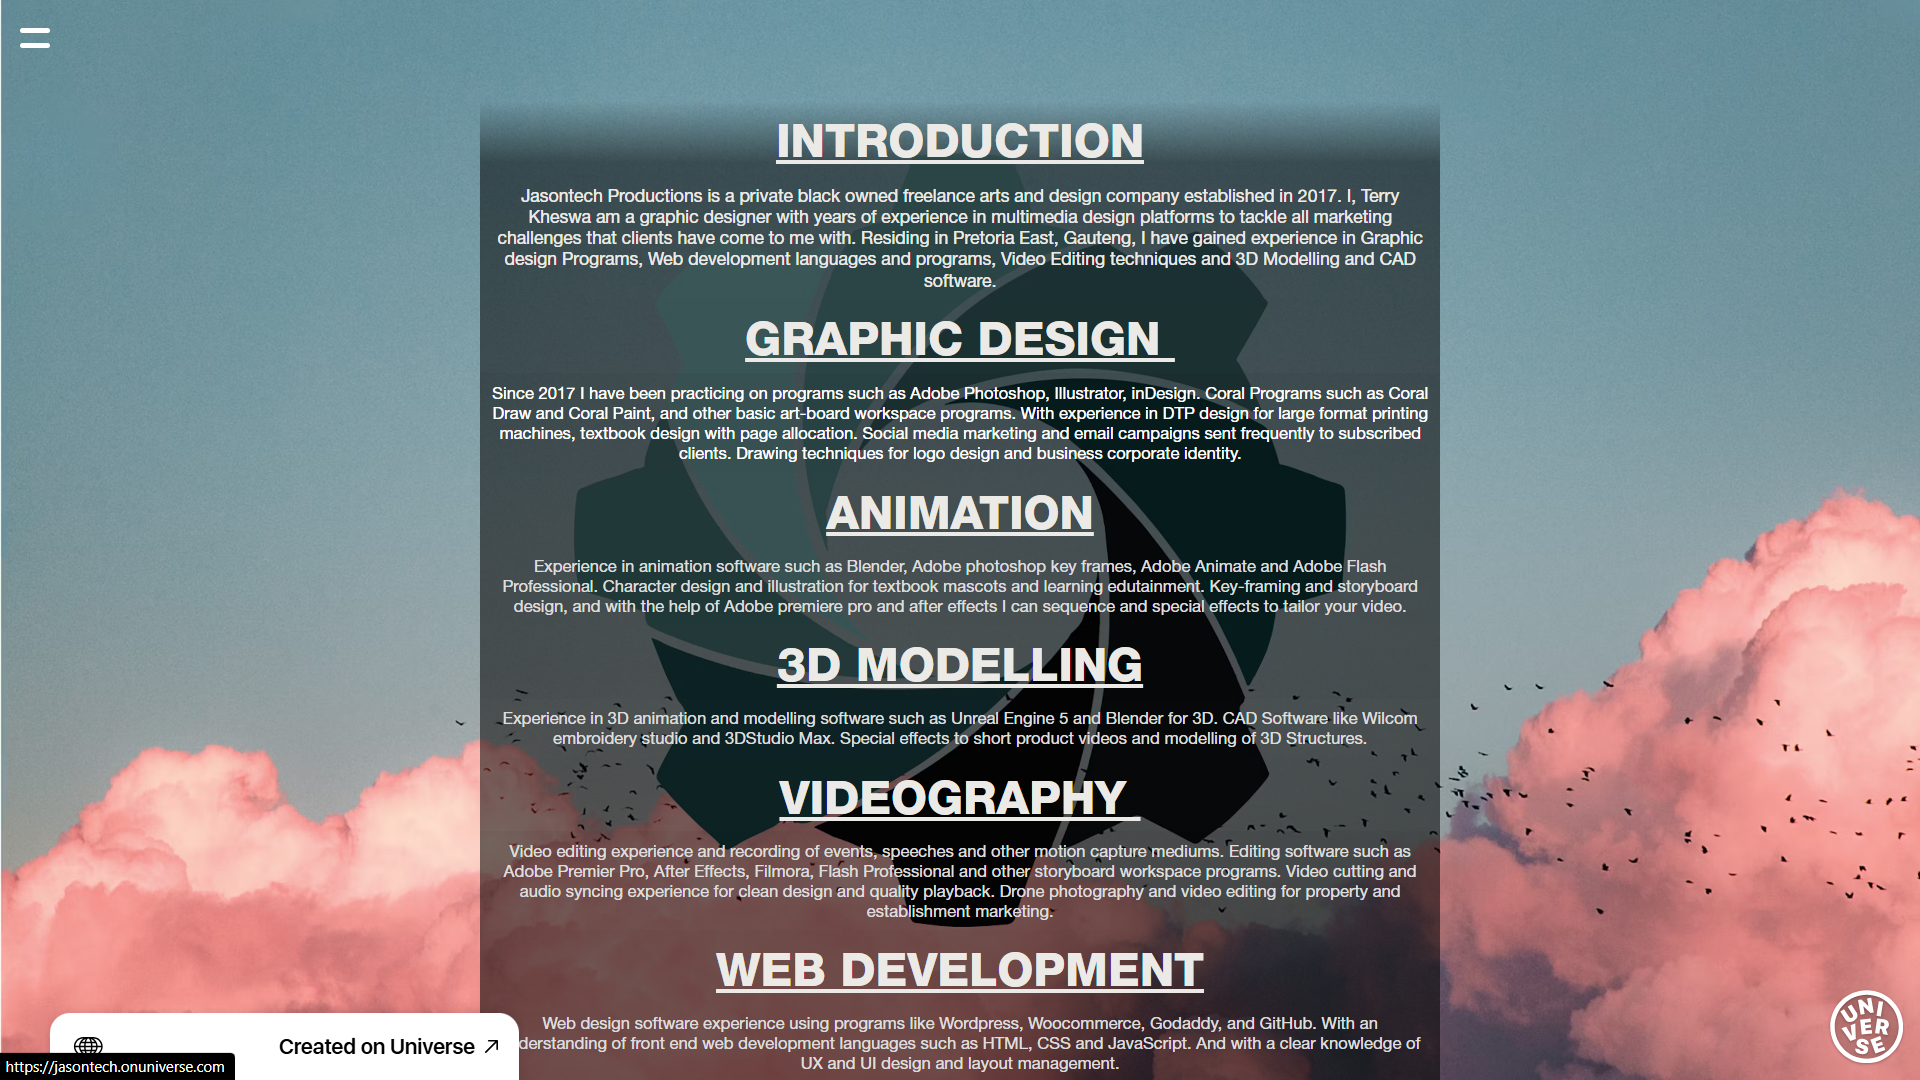 INTRODUCTION
Jasontech Productions is a private black owned freelance arts and design company established in 2017. I, Terry
Kheswa am a graphic designer with years of experience in multimedia design platforms to tackle all marketing
challenges that clients have come to me with. Residing in Pretoria East, Gauteng, I have gained experience in Graphic
design Programs, Web development languages and programs, Video Editing techniques and 3D Modelling and CAD
software.
GRAPHIC DESIGN
Since 2017 I have been practicing on programs such as Adobe Photoshop, Illustrator, inDesign. Coral Programs such as Coral
Draw and Coral Paint, and other basic art-board workspace programs. With experience in DTP design for large format printing
machines, textbook design with page allocation. Social media marketing and email campaigns sent frequently to subscribed
clients. Drawing techniques for logo design and business corporate identity.
ANIMATION
Experience in animation software such as Blender, Adobe photoshop key frames, Adobe Animate and Adobe Flash
Professional. Character design and illustration for textbook mascots and learning edutainment. Key-framing and storyboard
design, and with the help of Adobe premiere pro and after effects I can sequence and special effects to tailor your video.
3D MODELLING
Experience in 3D animation and modelling software such as Unreal Engine 5 and Blender for 3D. CAD Software like Wilcom
embroidery studio and 3DStudio Max. Special effects to short product videos and modelling of 3D Structures.
VIDEOGRAPHY
Video editing experience and recording of events, speeches and other motion capture mediums. Editing software such as
Adobe Premier Pro, After Effects, Filmora, Flash Professional and other storyboard workspace programs. Video cutting and
audio syncing experience for clean design and quality playback. Drone photography and video editing for property and
establishment marketing.
WEB DEVELOPMENT
Web design software experience using programs like Wordpress, Woocommerce, Godaddy, and GitHub. With an
derstanding of front end web development languages such as HTML, CSS and JavaScript. And with a clear knowledge of
UX and UI design and layout management.
Created on Universe
https://jasontech.onuniverse.com
UNI
VER
SE